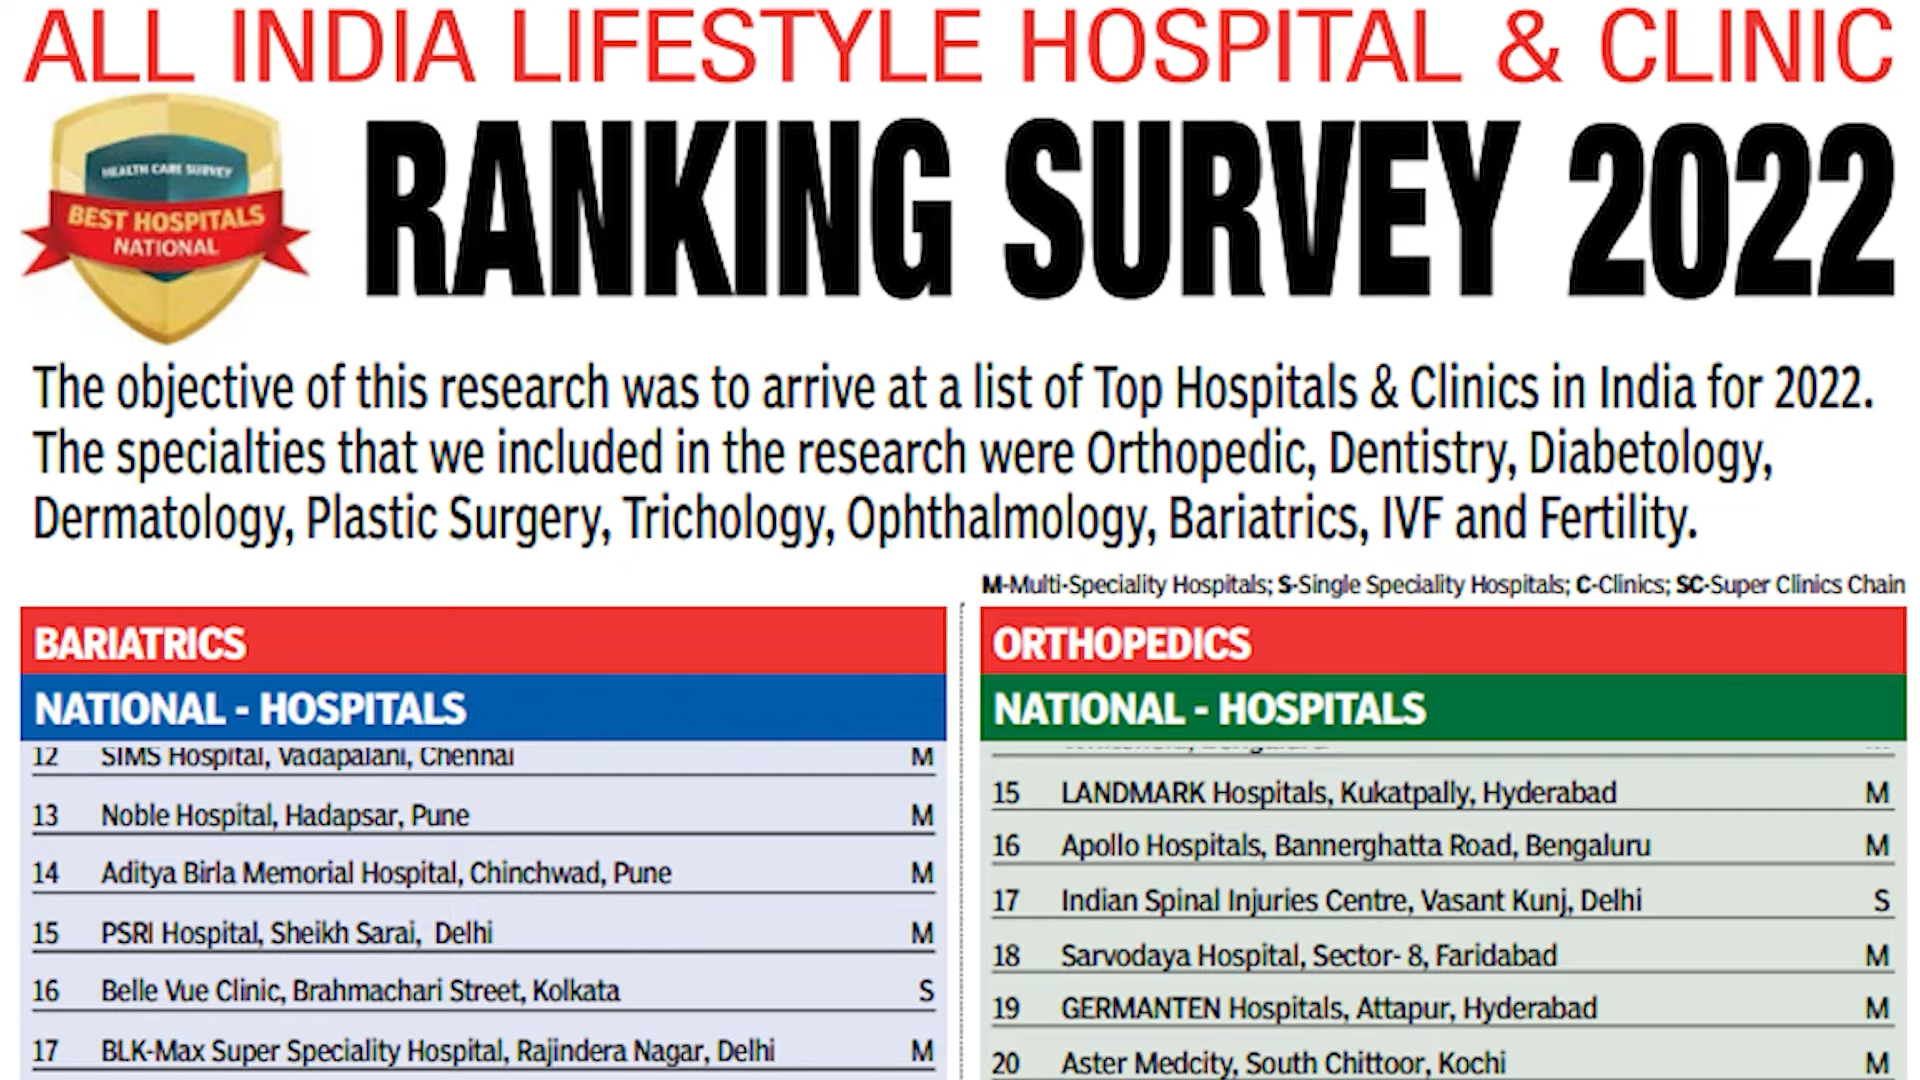 ALL INDIA LIFESTYLE HOSPITAL & CLINIC
HEALTH CARE SURVEY
BEST HOSPITALS
NATIONAL
RANKING SURVEY 2022
The objective of this research was to arrive at a list of Top Hospitals & Clinics in India for 2022.
The specialties that we included in the research were Orthopedic, Dentistry, Diabetology,
Dermatology, Plastic Surgery, Trichology, Ophthalmology, Bariatrics, IVF and Fertility.
M-Multi-Speciality Hospitals; S-Single Speciality Hospitals; C-Clinics; SC-Super Clinics Chain
BARIATRICS
NATIONAL - HOSPITALS
12 SIMS Hospital, Vadapalani, Chennai M
13 Noble Hospital, Hadapsar, Pune M
14 Aditya Birla Memorial Hospital, Chinchwad, Pune M
15 PSRI Hospital, Sheikh Sarai, Delhi M
16 Belle Vue Clinic, Brahmachari Street, Kolkata S
17 BLK-Max Super Speciality Hospital, Rajindera Nagar, Delhi M
ORTHOPEDICS
NATIONAL - HOSPITALS
15 LANDMARK Hospitals, Kukatpally, Hyderabad M
16 Apollo Hospitals, Bannerghatta Road, Bengaluru M
17 Indian Spinal Injuries Centre, Vasant Kunj, Delhi S
18 Sarvodaya Hospital, Sector- 8, Faridabad M
19 GERMANTEN Hospitals, Attapur, Hyderabad M
20 Aster Medcity, South Chittoor, Kochi M